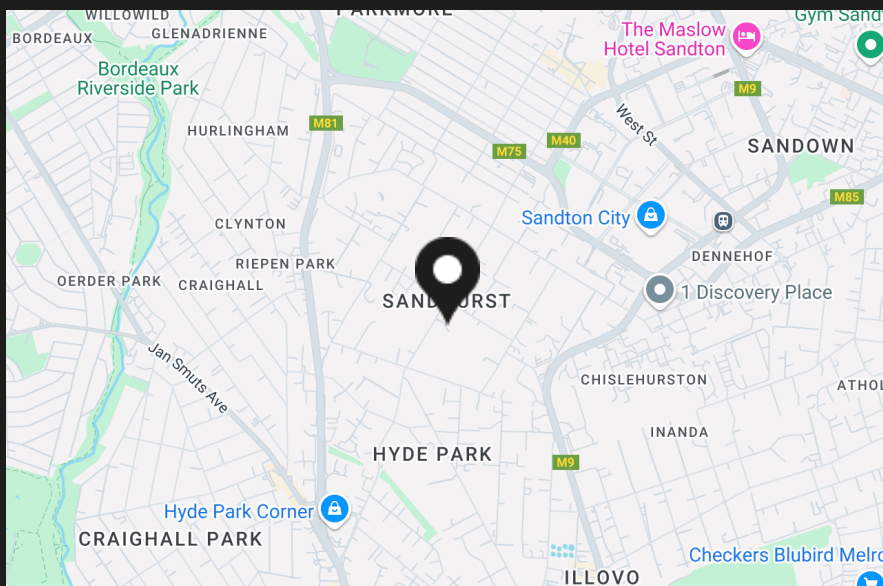 WILLOWILD
PARKMORE
Gym Sand
BORDEAUX
GLENADRIENNE
The Maslow
Hotel Sandton
Bordeaux
Riverside Park
M9
HURLINGHAM
M81
West St
M40
M75
SANDOWN
M85
CLYNTON
Sandton City
RIEPEN PARK
DENNEHOF
OERDER PARK
CRAIGHALL
SANDHURST
1 Discovery Place
Jan Smuts Ave
CHISLEHURSTON
ATHOL
INANDA
HYDE PARK
M9
Hyde Park Corner
CRAIGHALL PARK
Checkers Bluebird Melro
ILLOVO